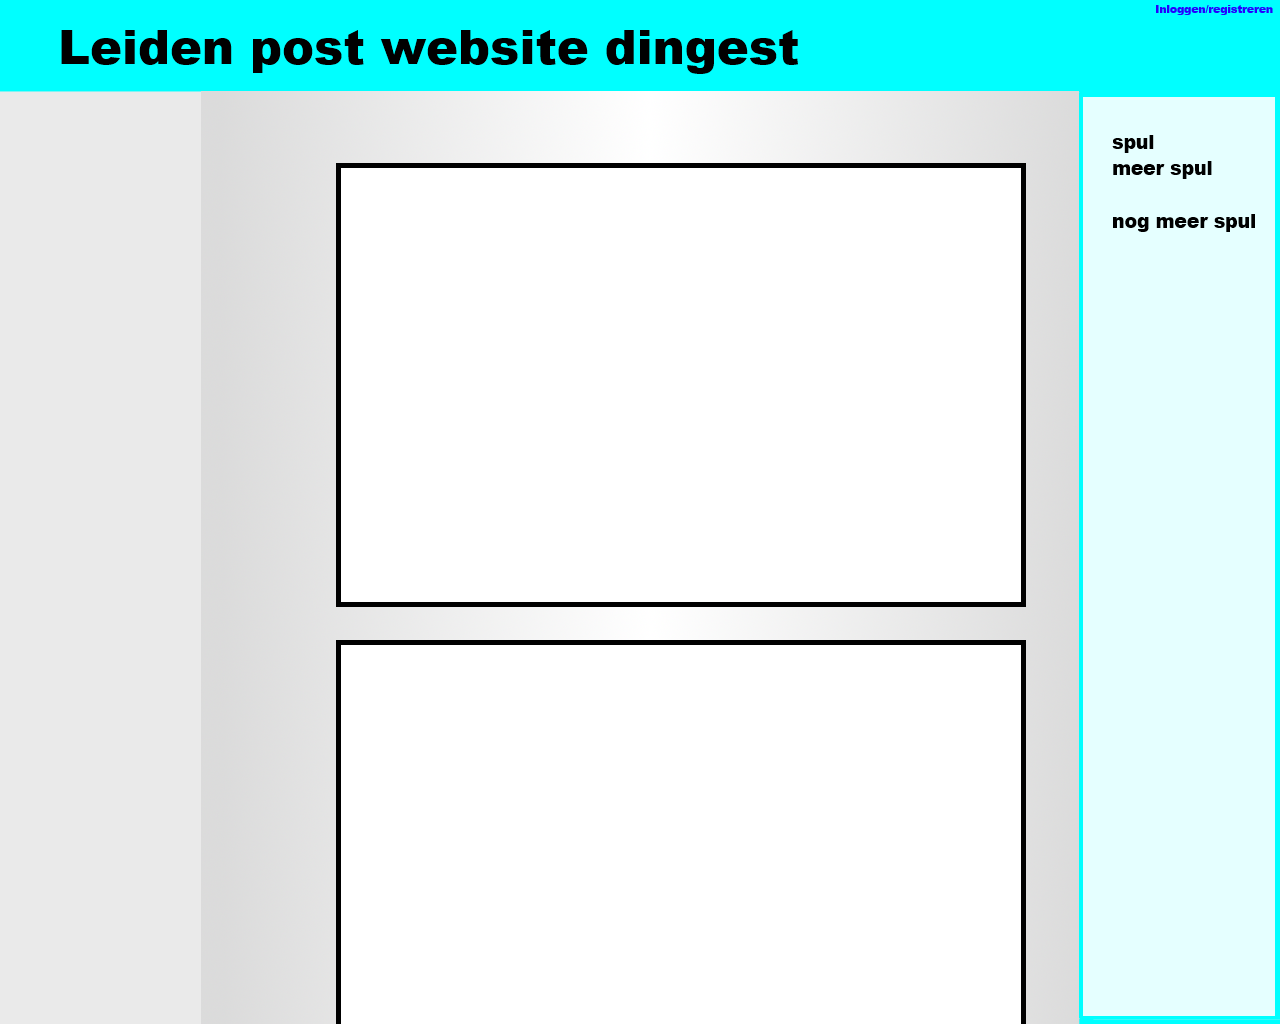 Inloggen/registreren
Leiden post website dingest
spul
meer spul
nog meer spul